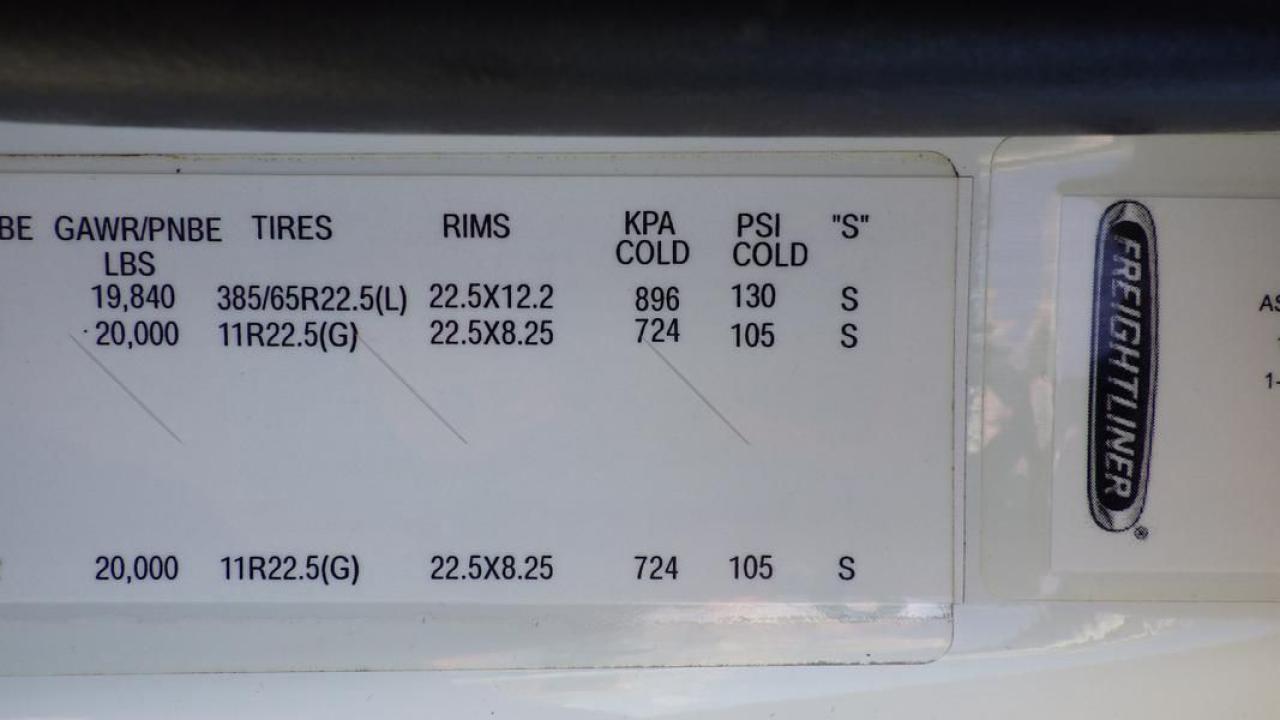 BE GAWR/PNBE TIRES RIMS KPA PSI "S"
LBS COLD COLD
19,840 385/65R22.5(L) 22.5X12.2 896 130 S
20,000 11R22.5(G) 22.5X8.25 724 105 S
20,000 11R22.5(G) 22.5X8.25 724 105 S
FREIGHTLINER®
AS
1-